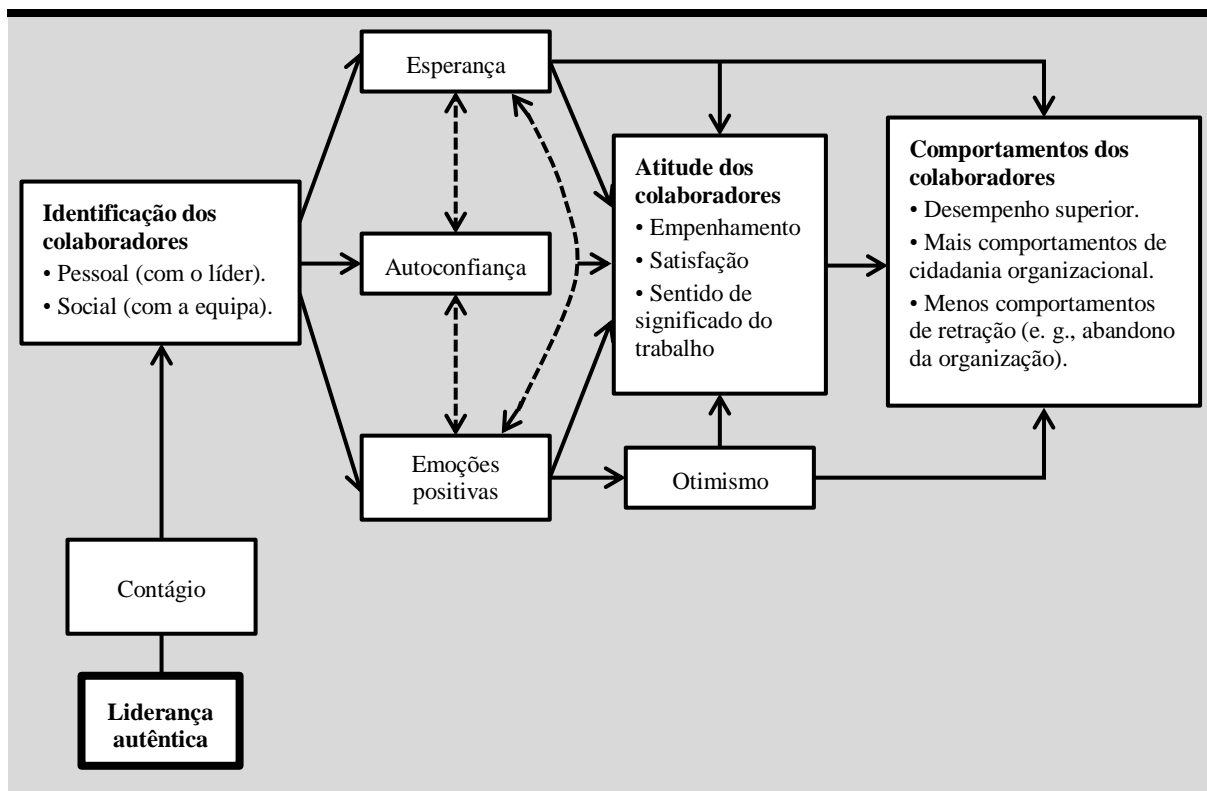 Esperança
Identificação dos
colaboradores
• Pessoal (com o líder).
• Social (com a equipa).
Autoconfiança
Emoções
positivas
Atitude dos
colaboradores
• Empenhamento
• Satisfação
• Sentido de
significado do
trabalho
Otimismo
Comportamentos dos
colaboradores
• Desempenho superior.
• Mais comportamentos de
cidadania organizacional.
• Menos comportamentos
de retração (e. g., abandono
da organização).
Contágio
Liderança
autêntica